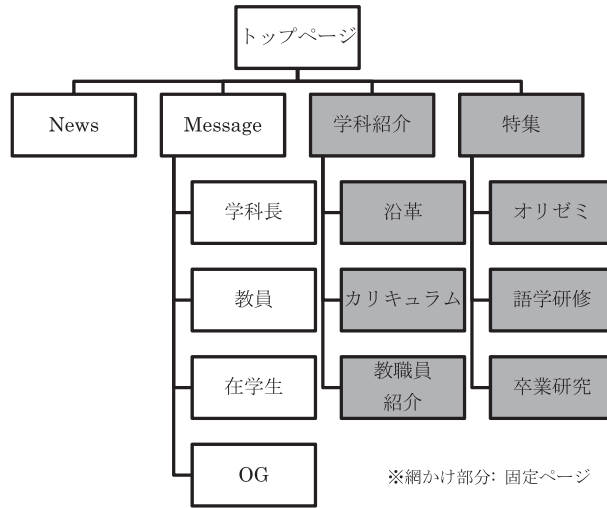 トップページ
News
Message
学科紹介
特集
学科長
沿革
オリゼミ
教員
カリキュラム
語学研修
在学生
教職員
紹介
卒業研究
OG
※網かけ部分: 固定ページ